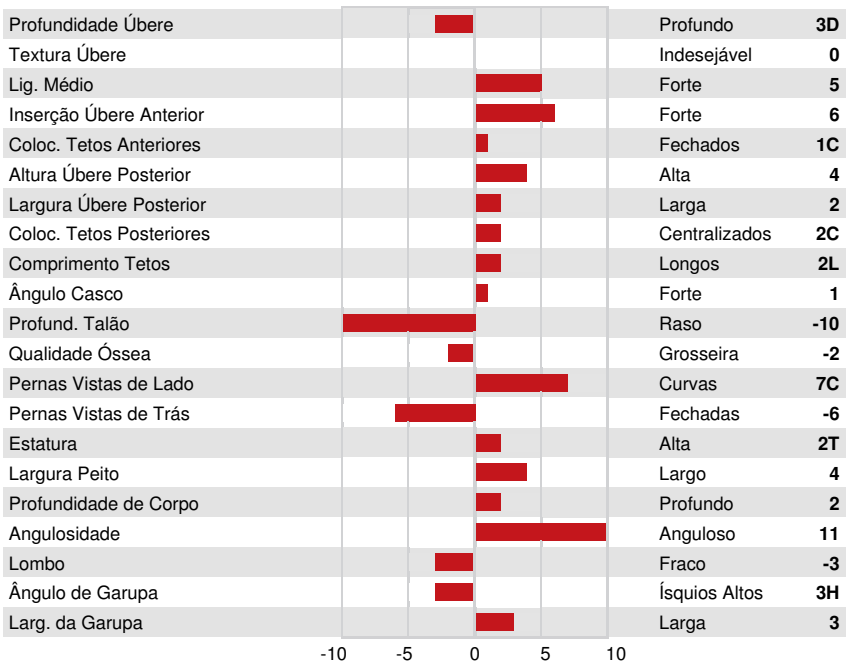 Profundidade Úbere Profundo 3D
Textura Úbere Indesejável 0
Lig. Médio Forte 5
Inserção Úbere Anterior Forte 6
Coloc. Tetos Anteriores Fechados 1C
Altura Úbere Posterior Alta 4
Largura Úbere Posterior Larga 2
Coloc. Tetos Posteriores Centralizados 2C
Comprimento Tetos Longos 2L
Ângulo Casco Forte 1
Profund. Talão Raso -10
Qualidade Óssea Grosseira -2
Pernas Vistas de Lado Curvas 7C
Pernas Vistas de Trás Fechadas -6
Estatura Alta 2T
Largura Peito Largo 4
Profundidade de Corpo Profundo 2
Angulosidade Anguloso 11
Lombo Fraco -3
Ângulo de Garupa Ísquios Altos 3H
Larg. da Garupa Larga 3
-10 -5 0 5 10